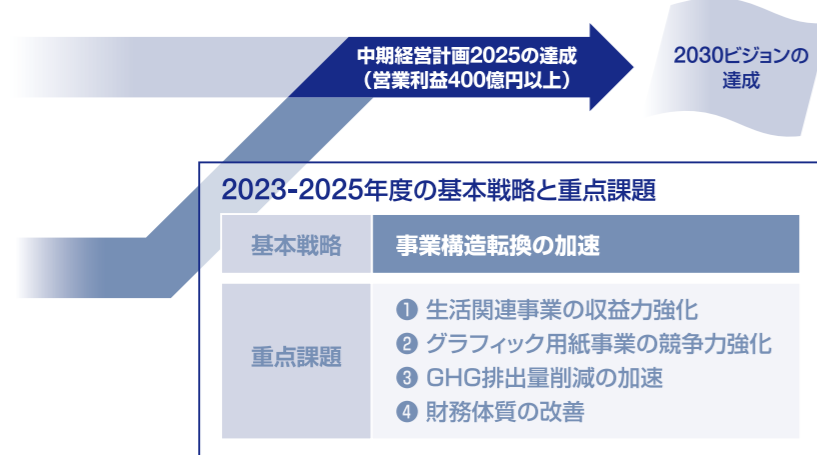 中期経営計画2025の達成
（営業利益400億円以上）
2030ビジョンの
達成
2023-2025年度の基本戦略と重点課題
基本戦略
事業構造転換の加速
重点課題
❶ 生活関連事業の収益力強化
❷ グラフィック用紙事業の競争力強化
❸ GHG排出量削減の加速
❹ 財務体質の改善